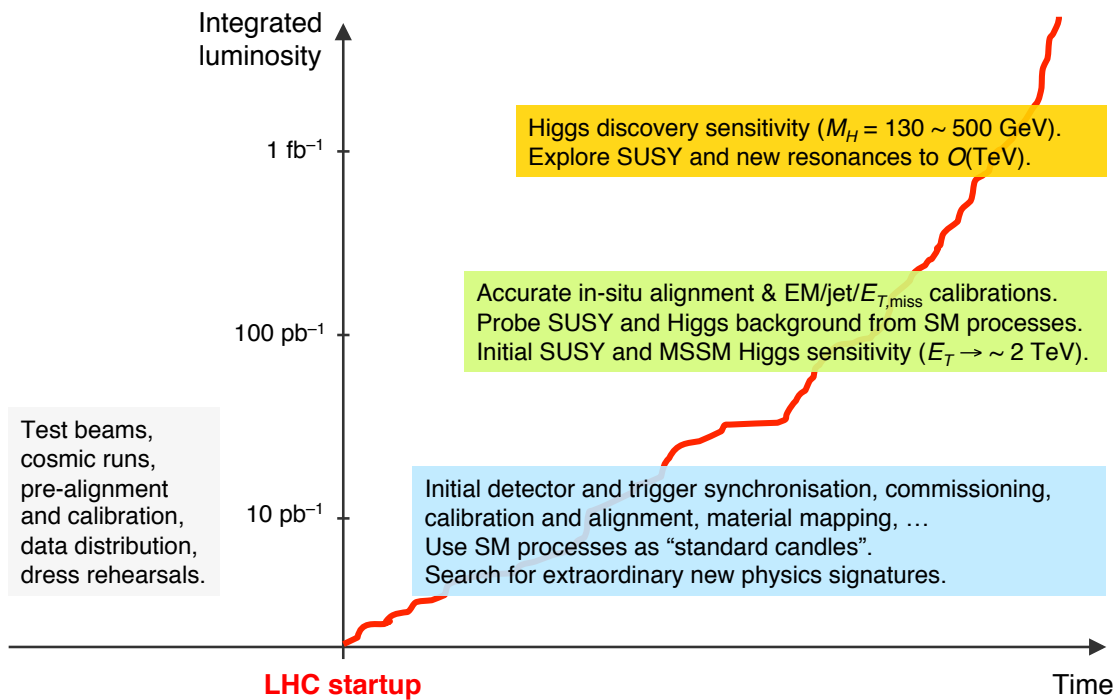 Integrated
luminosity
Higgs discovery sensitivity (M_H = 130 ~ 500 GeV).
Explore SUSY and new resonances to O(TeV).
1 fb⁻¹
Accurate in-situ alignment & EM/jet/E_T,miss calibrations.
Probe SUSY and Higgs background from SM processes.
Initial SUSY and MSSM Higgs sensitivity (E_T → ~ 2 TeV).
100 pb⁻¹
Test beams,
cosmic runs,
pre-alignment
and calibration,
data distribution,
dress rehearsals.
10 pb⁻¹
Initial detector and trigger synchronisation, commissioning,
calibration and alignment, material mapping, …
Use SM processes as “standard candles”.
Search for extraordinary new physics signatures.
LHC startup
Time